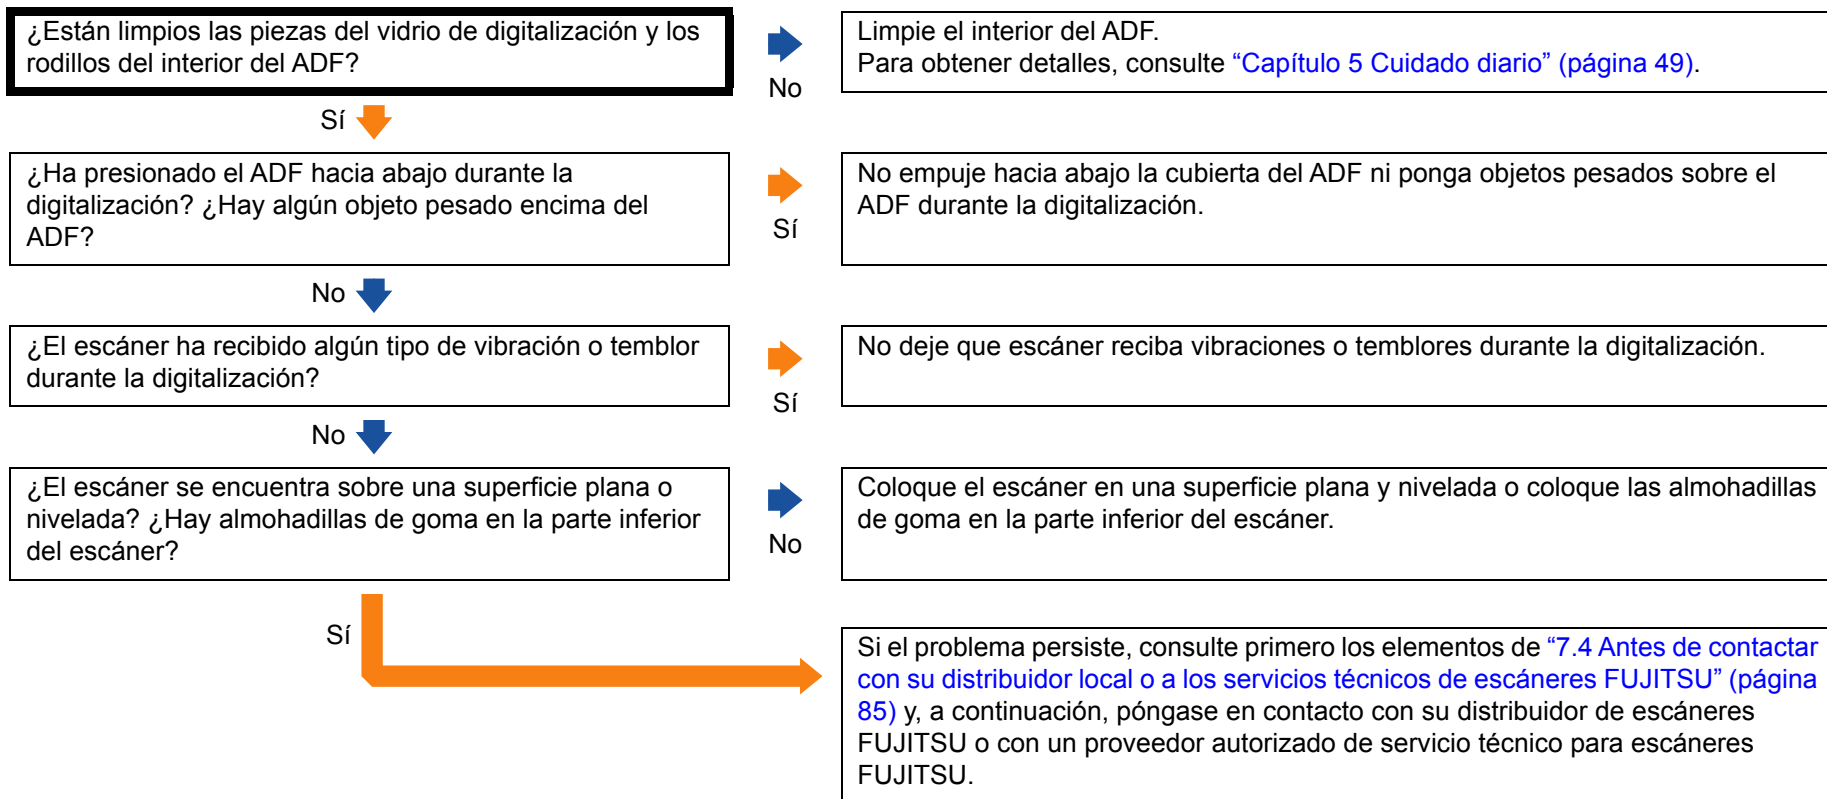 ¿Están limpios las piezas del vidrio de digitalización y los
rodillos del interior del ADF?
No
Limpie el interior del ADF.
Para obtener detalles, consulte “Capítulo 5 Cuidado diario” (página 49).
Sí
¿Ha presionado el ADF hacia abajo durante la
digitalización? ¿Hay algún objeto pesado encima del
ADF?
Sí
No empuje hacia abajo la cubierta del ADF ni ponga objetos pesados sobre el
ADF durante la digitalización.
No
¿El escáner ha recibido algún tipo de vibración o temblor
durante la digitalización?
Sí
No deje que escáner reciba vibraciones o temblores durante la digitalización.
No
¿El escáner se encuentra sobre una superficie plana o
nivelada? ¿Hay almohadillas de goma en la parte inferior
del escáner?
No
Coloque el escáner en una superficie plana y nivelada o coloque las almohadillas
de goma en la parte inferior del escáner.
Sí
Si el problema persiste, consulte primero los elementos de “7.4 Antes de contactar
con su distribuidor local o a los servicios técnicos de escáneres FUJITSU” (página
85) y, a continuación, póngase en contacto con su distribuidor de escáneres
FUJITSU o con un proveedor autorizado de servicio técnico para escáneres
FUJITSU.